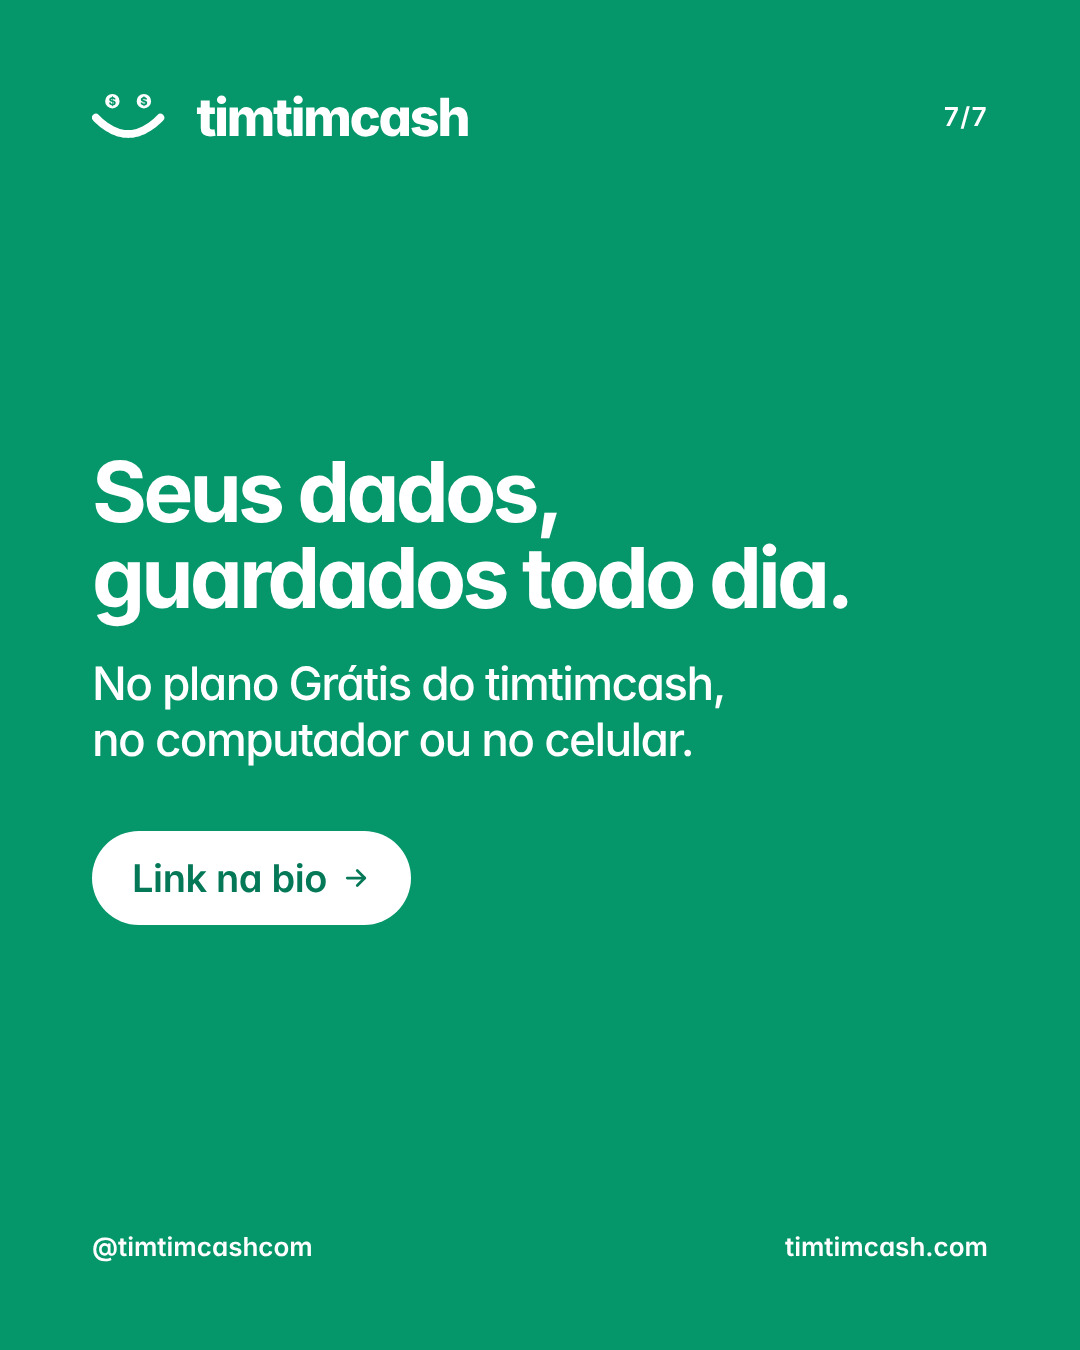 timtimcash
7/7
Seus dados,
guardados todo dia.
No plano Grátis do timtimcash,
no computador ou no celular.
Link na bio →
@timtimcashcom
timtimcash.com